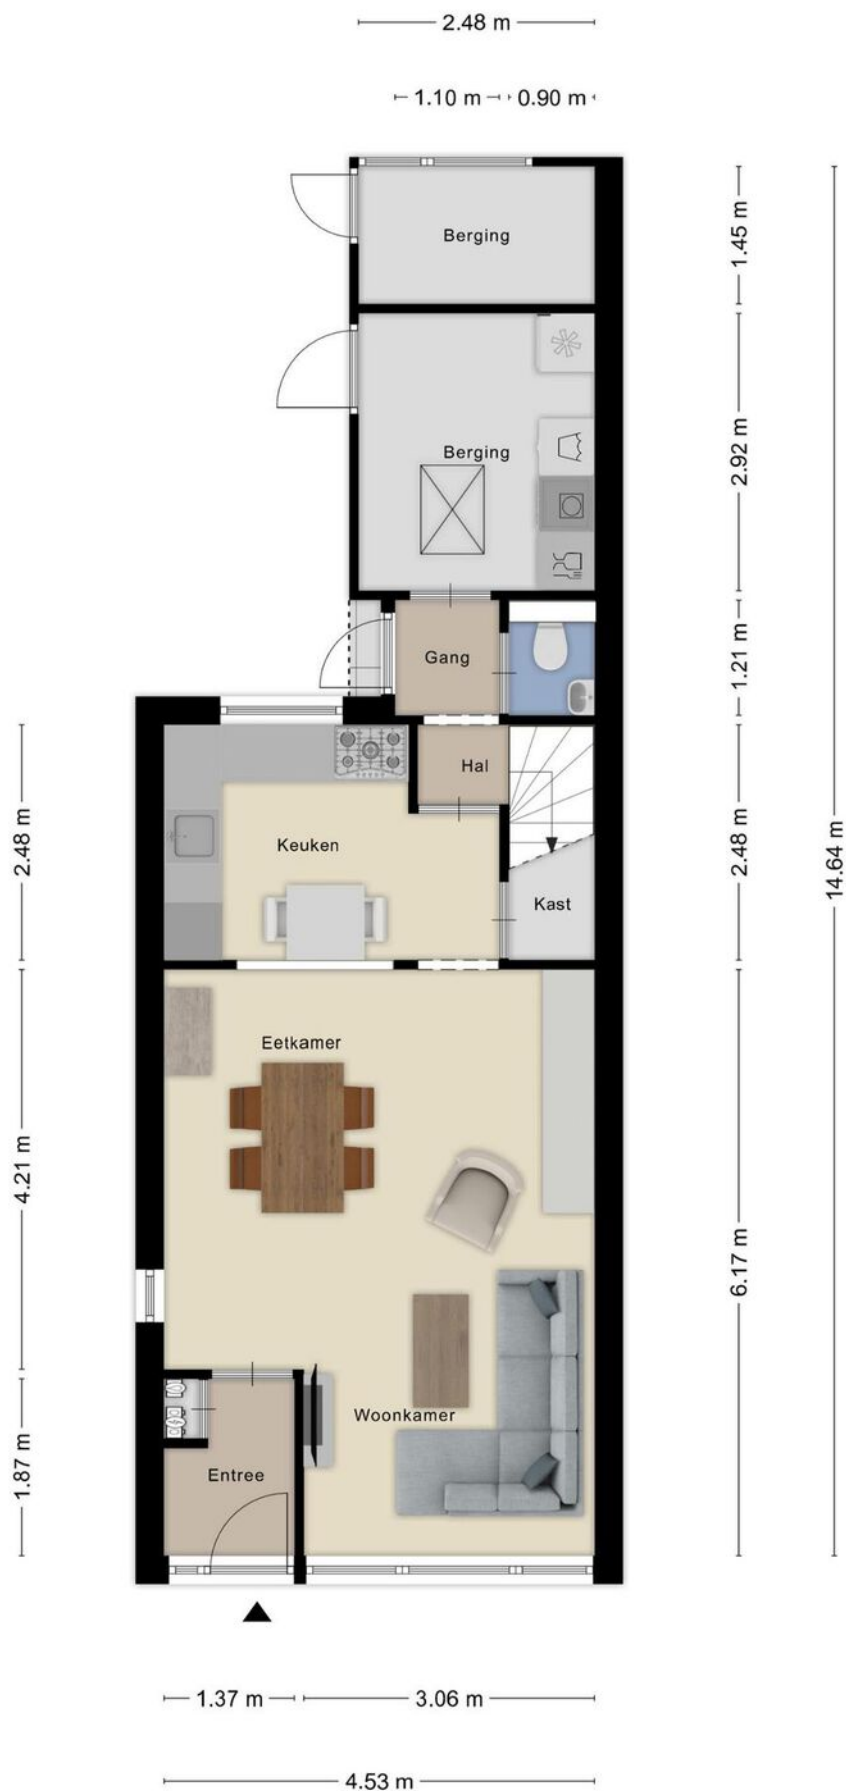 2.48 m
1.10 m
0.90 m
Berging
1.45 m
Berging
2.92 m
Gang
1.21 m
Hal
Keuken
2.48 m
2.48 m
14.64 m
Kast
Eetkamer
4.21 m
6.17 m
Woonkamer
Entree
1.87 m
1.37 m
3.06 m
4.53 m